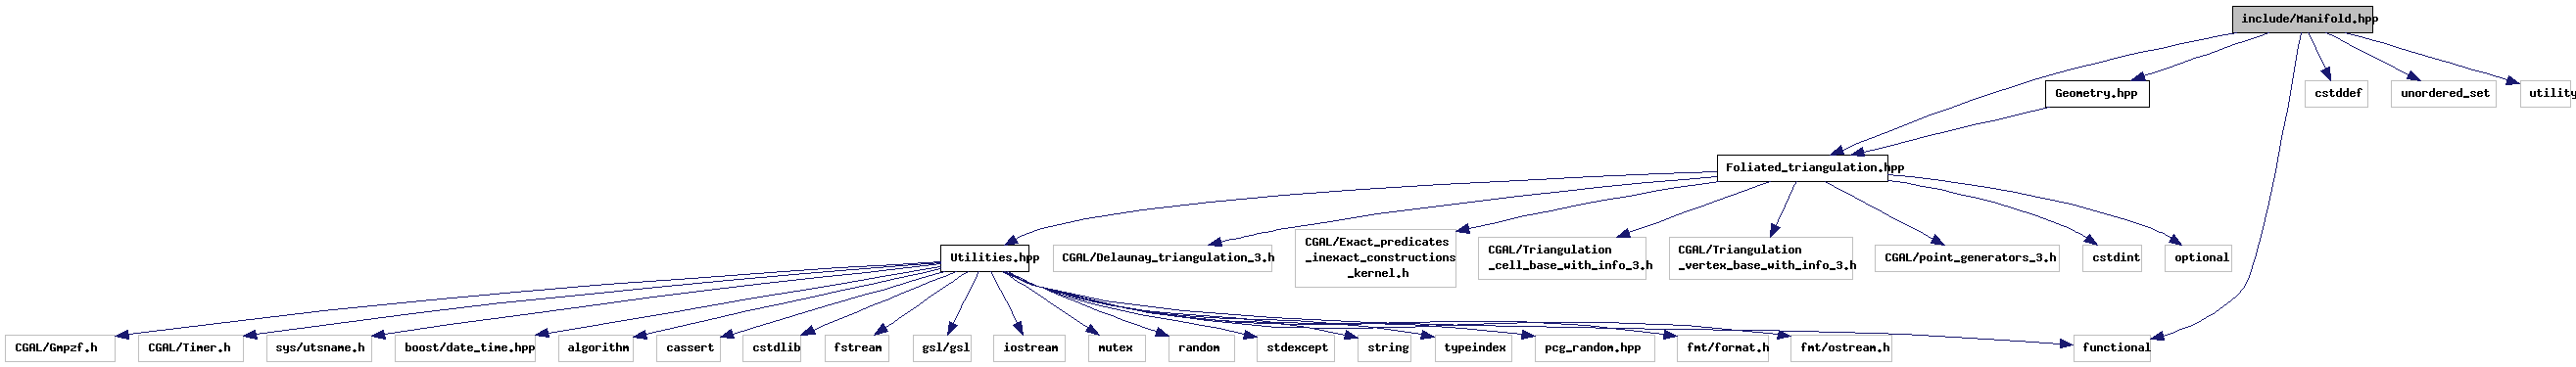 include/Manifold.hpp
Geometry.hpp
cstddef
unordered_set
utility
Foliated_triangulation.hpp
Utilities.hpp
CGAL/Delaunay_triangulation_3.h
CGAL/Exact_predicates
_inexact_constructions
_kernel.h
CGAL/Triangulation
_cell_base_with_info_3.h
CGAL/Triangulation
_vertex_base_with_info_3.h
CGAL/point_generators_3.h
cstdint
optional
CGAL/Gmpzf.h
CGAL/Timer.h
sys/utsname.h
boost/date_time.hpp
algorithm
cassert
cstdlib
fstream
gsl/gsl
iostream
mutex
random
stdexcept
string
typeindex
pcg_random.hpp
fmt/format.h
fmt/ostream.h
functional